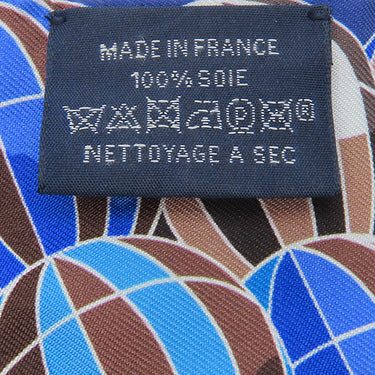 MADE IN FRANCE
100% SOIE
P ®
NETTOYAGE A SEC